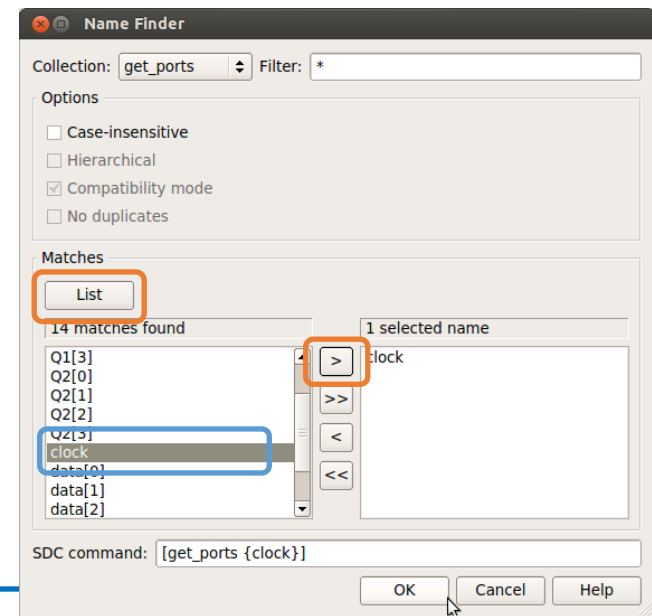 Name Finder
Collection: get_ports Filter: *
Options
Case-insensitive
Hierarchical
Compatibility mode
No duplicates
Matches
List
14 matches found
1 selected name
Q1[3]
Q2[0]
Q2[1]
Q2[2]
Q2[3]
clock
data[0]
data[1]
data[2]
>
>>
<
<<
clock
SDC command: [get_ports {clock}]
OK Cancel Help